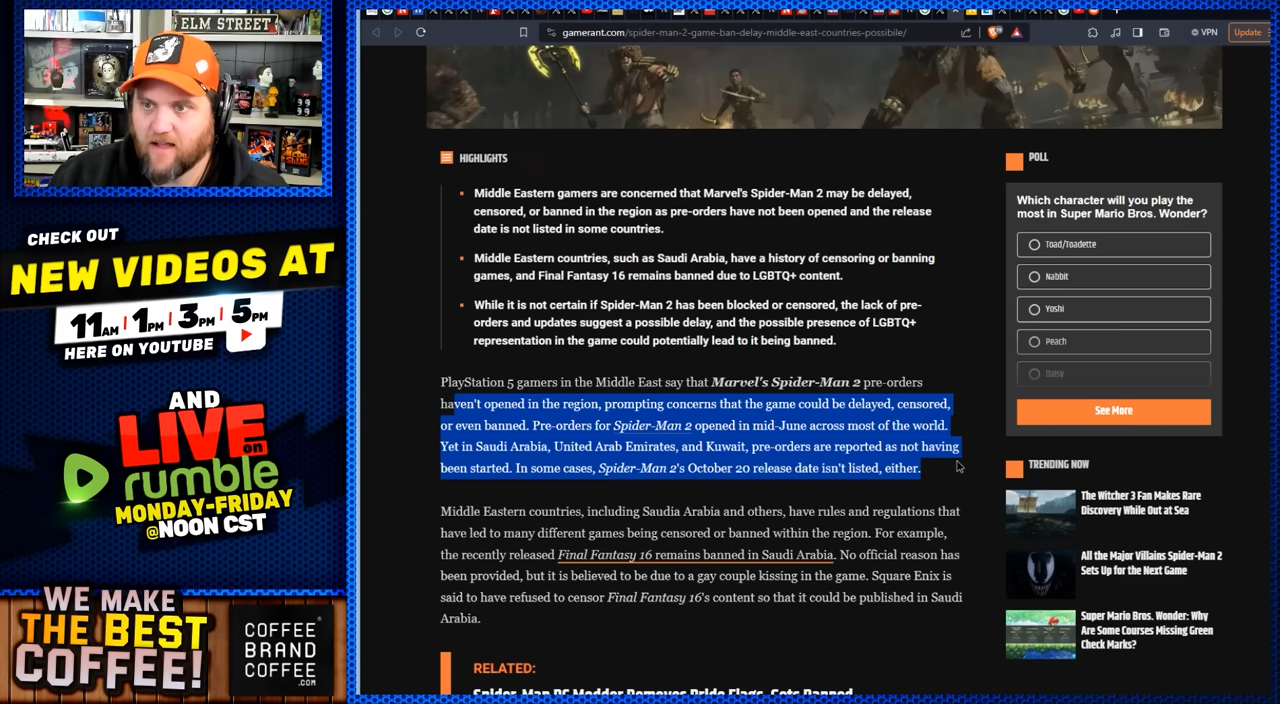 ELM STREET
CHECK OUT
NEW VIDEOS AT
11AM | 1PM | 3PM | 5PM
HERE ON YOUTUBE
AND
LIVE on
rumble
MONDAY-FRIDAY
@NOON CST
WE MAKE
THE BEST
COFFEE!
COFFEE
BRAND
COFFEE
.COM
gamerant.com/spider-man-2-game-ban-delay-middle-east-countries-possibile/
VPN
Update
HIGHLIGHTS
Middle Eastern gamers are concerned that Marvel's Spider-Man 2 may be delayed,
censored, or banned in the region as pre-orders have not been opened and the release
date is not listed in some countries.
Middle Eastern countries, such as Saudi Arabia, have a history of censoring or banning
games, and Final Fantasy 16 remains banned due to LGBTQ+ content.
While it is not certain if Spider-Man 2 has been blocked or censored, the lack of pre-
orders and updates suggest a possible delay, and the possible presence of LGBTQ+
representation in the game could potentially lead to it being banned.
PlayStation 5 gamers in the Middle East say that Marvel's Spider-Man 2 pre-orders
haven't opened in the region, prompting concerns that the game could be delayed, censored,
or even banned. Pre-orders for Spider-Man 2 opened in mid-June across most of the world.
Yet in Saudi Arabia, United Arab Emirates, and Kuwait, pre-orders are reported as not having
been started. In some cases, Spider-Man 2's October 20 release date isn't listed, either.
Middle Eastern countries, including Saudia Arabia and others, have rules and regulations that
have led to many different games being censored or banned within the region. For example,
the recently released Final Fantasy 16 remains banned in Saudi Arabia. No official reason has
been provided, but it is believed to be due to a gay couple kissing in the game. Square Enix is
said to have refused to censor Final Fantasy 16's content so that it could be published in Saudi
Arabia.
RELATED:
Spider-Man PC Modder Removes Pride Flags, Gets Banned
POLL
Which character will you play the
most in Super Mario Bros. Wonder?
Toad/Toadette
Nabbit
Yoshi
Peach
Daisy
See More
TRENDING NOW
The Witcher 3 Fan Makes Rare
Discovery While Out at Sea
All the Major Villains Spider-Man 2
Sets Up for the Next Game
Super Mario Bros. Wonder: Why
Are Some Courses Missing Green
Check Marks?